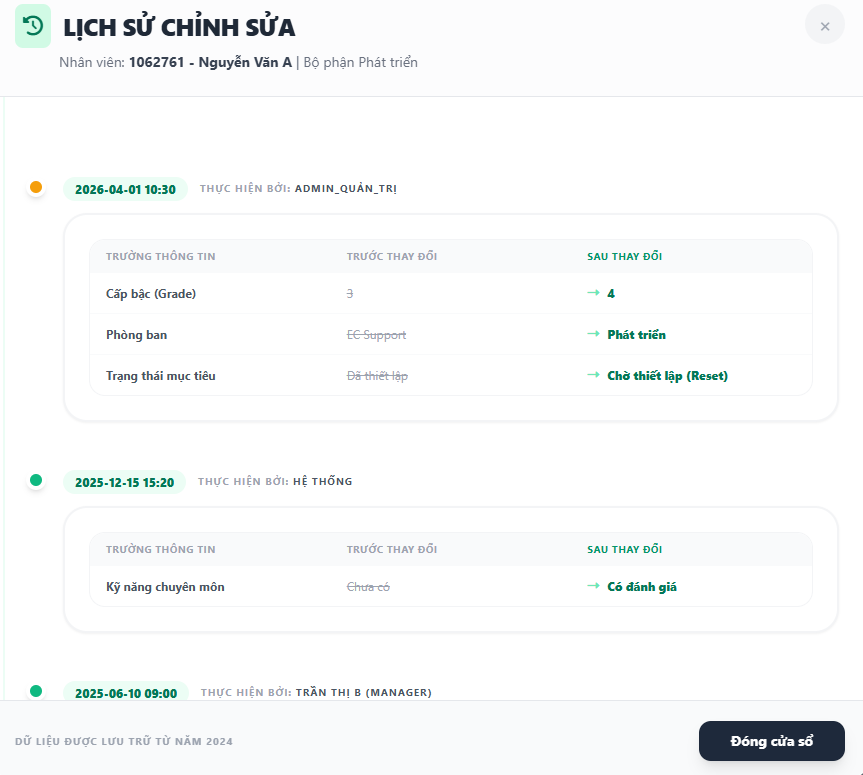 LỊCH SỬ CHỈNH SỬA
Nhân viên: 1062761 - Nguyễn Văn A | Bộ phận Phát triển
2026-04-01 10:30 THỰC HIỆN BỞI: ADMIN_QUẢN_TRỊ
TRƯỜNG THÔNG TIN TRƯỚC THAY ĐỔI SAU THAY ĐỔI
Cấp bậc (Grade) 3 → 4
Phòng ban EC Support → Phát triển
Trạng thái mục tiêu Đã thiết lập → Chờ thiết lập (Reset)
2025-12-15 15:20 THỰC HIỆN BỞI: HỆ THỐNG
TRƯỜNG THÔNG TIN TRƯỚC THAY ĐỔI SAU THAY ĐỔI
Kỹ năng chuyên môn Chưa có → Có đánh giá
2025-06-10 09:00 THỰC HIỆN BỞI: TRẦN THỊ B (MANAGER)
DỮ LIỆU ĐƯỢC LƯU TRỮ TỪ NĂM 2024 Đóng cửa sổ